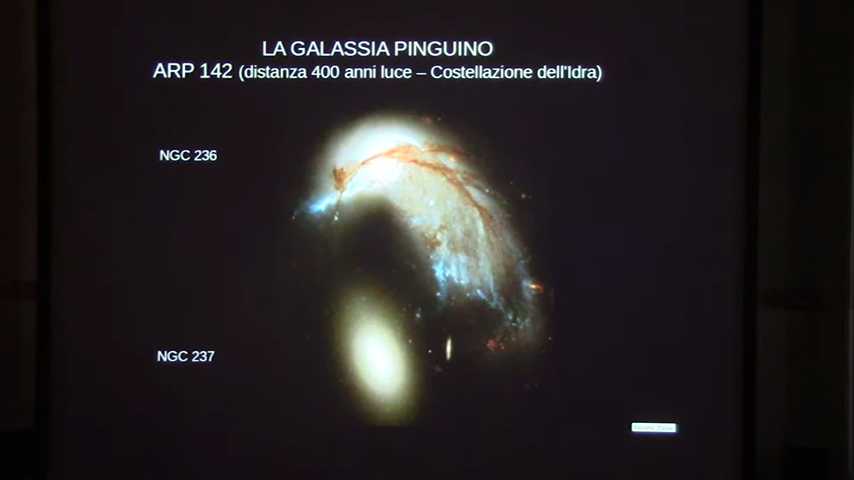 LA GALASSIA PINGUINO
ARP 142 (distanza 400 anni luce – Costellazione dell'Idra)
NGC 236
NGC 237